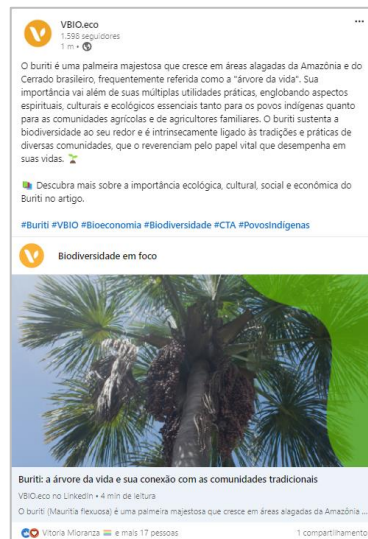 VBIO.eco
1.598 seguidores
1 m •
O buriti é uma palmeira majestosa que cresce em áreas alagadas da Amazônia e do
Cerrado brasileiro, frequentemente referida como a "árvore da vida". Sua
importância vai além de suas múltiplas utilidades práticas, englobando aspectos
espirituais, culturais e ecológicos essenciais tanto para os povos indígenas quanto
para as comunidades agrícolas e de agricultores familiares. O buriti sustenta a
biodiversidade ao seu redor e é intrinsecamente ligado às tradições e práticas de
diversas comunidades, que o reverenciam pelo papel vital que desempenha em
suas vidas.
Descubra mais sobre a importância ecológica, cultural, social e econômica do
Buriti no artigo.
#Buriti #VBIO #Bioeconomia #Biodiversidade #CTA #PovosIndígenas
Biodiversidade em foco
Buriti: a árvore da vida e sua conexão com as comunidades tradicionais
VBIO.eco no LinkedIn • 4 min de leitura
O buriti (Mauritia flexuosa) é uma palmeira majestosa que cresce em áreas alagadas da Amazônia ...
Vitoria Mioranza e mais 17 pessoas
1 compartilhamento